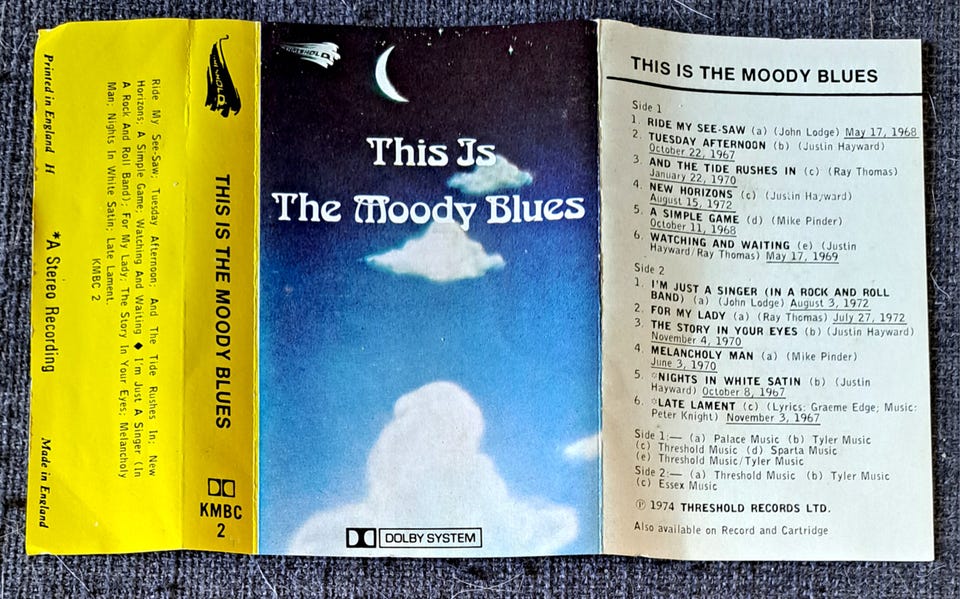 Printed in England H
*A Stereo Recording
Made in England
Ride My See-Saw; Tuesday Afternoon; And The Tide Rushes In; New
Horizons; A Simple Game; Watching And Waiting ◆ I'm Just A Singer (In
A Rock And Roll Band); For My Lady; The Story In Your Eyes; Melancholy
Man; Nights In White Satin; Late Lament.
KMBC 2
THRESHOLD
THIS IS THE MOODY BLUES
KMBC
2
THRESHOLD
This Is
The Moody Blues
DOLBY SYSTEM
THIS IS THE MOODY BLUES
Side 1
1. RIDE MY SEE-SAW (a) (John Lodge) May 17, 1968
2. TUESDAY AFTERNOON (b) (Justin Hayward)
October 22, 1967
3. AND THE TIDE RUSHES IN (c) (Ray Thomas)
January 22, 1970
4. NEW HORIZONS (c) (Justin Hayward)
August 15, 1972
5. A SIMPLE GAME (d) (Mike Pinder)
October 11, 1968
6. WATCHING AND WAITING (e) (Justin
Hayward/Ray Thomas) May 17, 1969
Side 2
1. I'M JUST A SINGER (IN A ROCK AND ROLL
BAND) (a) (John Lodge) August 3, 1972
2. FOR MY LADY (a) (Ray Thomas) July 27, 1972
3. THE STORY IN YOUR EYES (b) (Justin Hayward)
November 4, 1970
4. MELANCHOLY MAN (a) (Mike Pinder)
June 3, 1970
5. *NIGHTS IN WHITE SATIN (b) (Justin
Hayward) October 8, 1967
6. *LATE LAMENT (c) (Lyrics: Graeme Edge; Music:
Peter Knight) November 3, 1967
Side 1:— (a) Palace Music (b) Tyler Music
(c) Threshold Music (d) Sparta Music
(e) Threshold Music/Tyler Music
Side 2:— (a) Threshold Music (b) Tyler Music
(c) Essex Music
℗ 1974 THRESHOLD RECORDS LTD.
Also available on Record and Cartridge